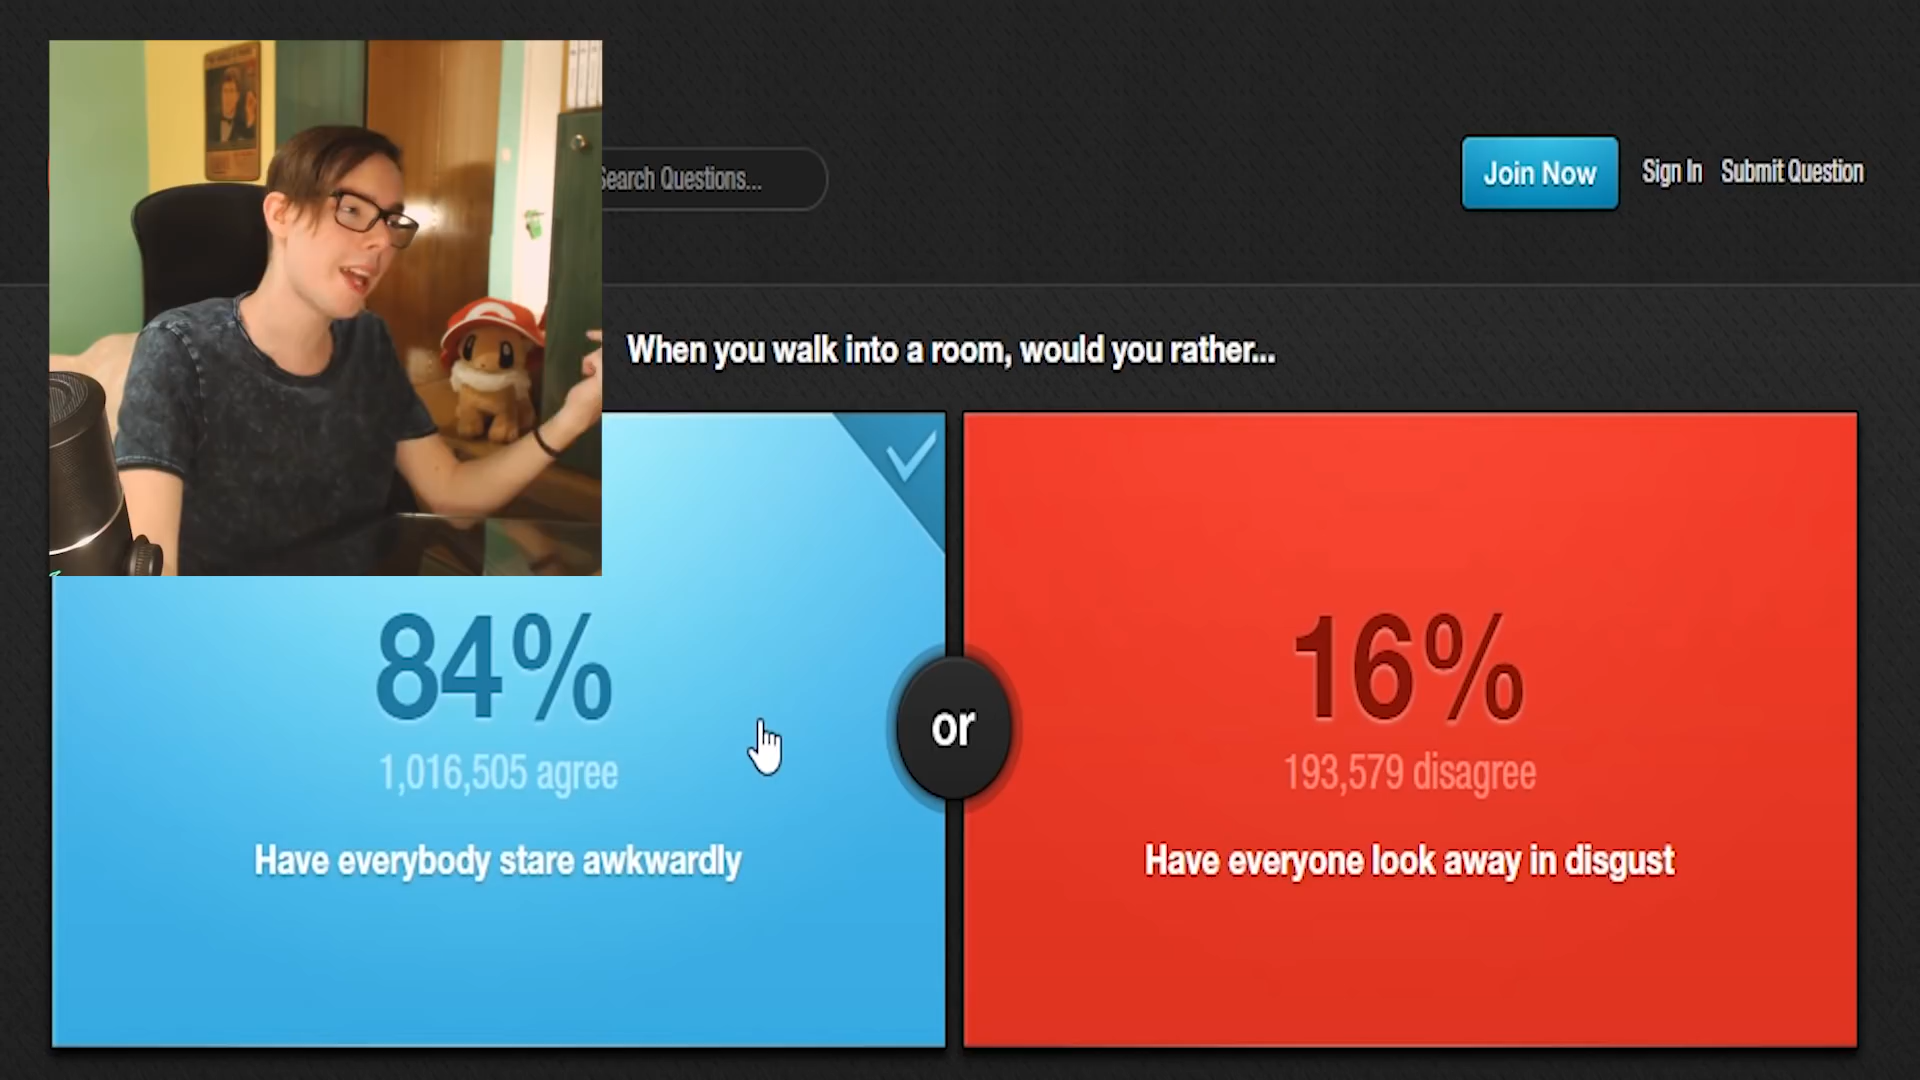 Search Questions...
Join Now
Sign In
Submit Question
When you walk into a room, would you rather...
84%
1,016,505 agree
Have everybody stare awkwardly
or
16%
193,579 disagree
Have everyone look away in disgust